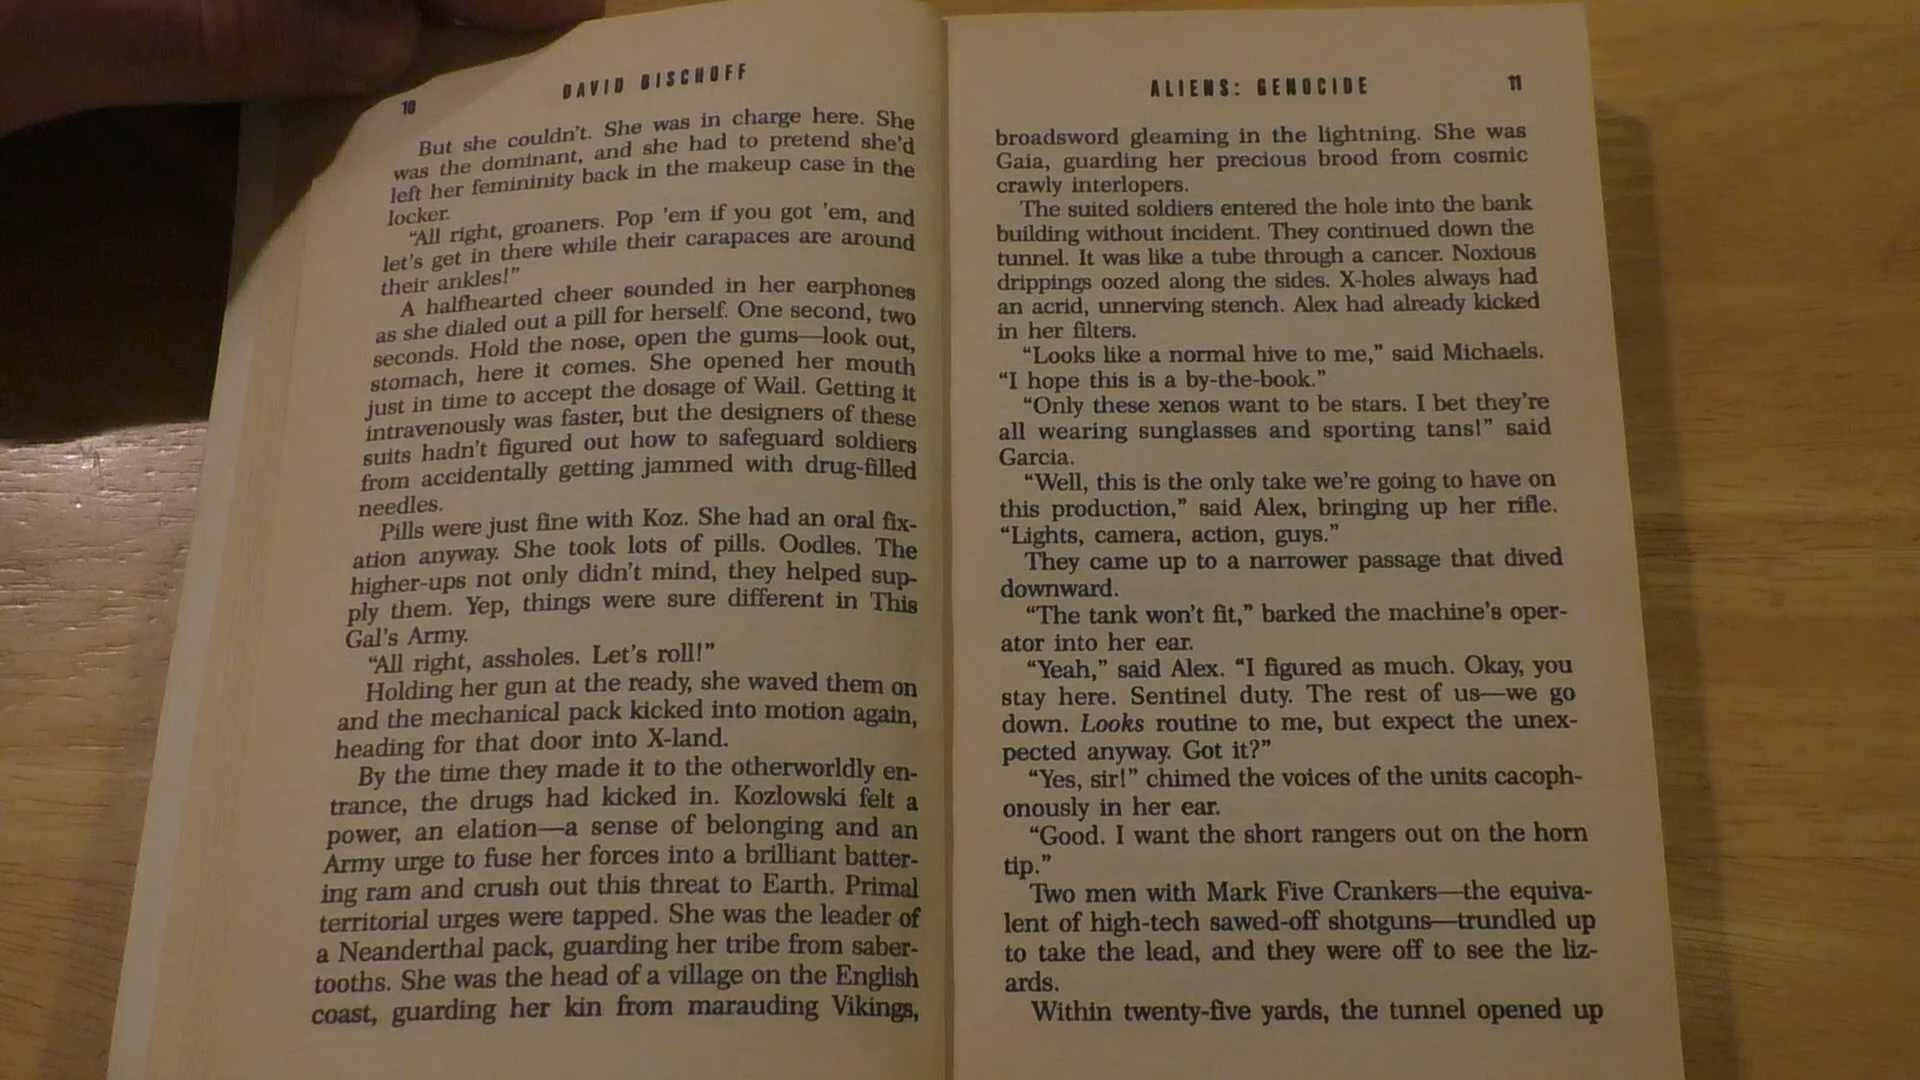 10
DAVID BISCHOFF
But she couldn't. She was in charge here. She
was the dominant, and she had to pretend she'd
left her femininity back in the makeup case in the
locker.
“All right, groaners. Pop 'em if you got 'em, and
let's get in there while their carapaces are around
their ankles!”
A halfhearted cheer sounded in her earphones
as she dialed out a pill for herself. One second, two
seconds. Hold the nose, open the gums—look out,
stomach, here it comes. She opened her mouth
just in time to accept the dosage of Wail. Getting it
intravenously was faster, but the designers of these
suits hadn't figured out how to safeguard soldiers
from accidentally getting jammed with drug-filled
needles.
Pills were just fine with Koz. She had an oral fix-
ation anyway. She took lots of pills. Oodles. The
higher-ups not only didn't mind, they helped sup-
ply them. Yep, things were sure different in This
Gal's Army.
“All right, assholes. Let's roll!”
Holding her gun at the ready, she waved them on
and the mechanical pack kicked into motion again,
heading for that door into X-land.
By the time they made it to the otherworldly en-
trance, the drugs had kicked in. Kozlowski felt a
power, an elation—a sense of belonging and an
Army urge to fuse her forces into a brilliant batter-
ing ram and crush out this threat to Earth. Primal
territorial urges were tapped. She was the leader of
a Neanderthal pack, guarding her tribe from saber-
tooths. She was the head of a village on the English
coast, guarding her kin from marauding Vikings,
ALIENS: GENOCIDE
11
broadsword gleaming in the lightning. She was
Gaia, guarding her precious brood from cosmic
crawly interlopers.
The suited soldiers entered the hole into the bank
building without incident. They continued down the
tunnel. It was like a tube through a cancer. Noxious
drippings oozed along the sides. X-holes always had
an acrid, unnerving stench. Alex had already kicked
in her filters.
“Looks like a normal hive to me,” said Michaels.
“I hope this is a by-the-book.”
“Only these xenos want to be stars. I bet they're
all wearing sunglasses and sporting tans!” said
Garcia.
“Well, this is the only take we're going to have on
this production,” said Alex, bringing up her rifle.
“Lights, camera, action, guys.”
They came up to a narrower passage that dived
downward.
“The tank won't fit,” barked the machine's oper-
ator into her ear.
“Yeah,” said Alex. “I figured as much. Okay, you
stay here. Sentinel duty. The rest of us—we go
down. Looks routine to me, but expect the unex-
pected anyway. Got it?”
“Yes, sir!” chimed the voices of the units cacoph-
onously in her ear.
“Good. I want the short rangers out on the horn
tip.”
Two men with Mark Five Crankers—the equiva-
lent of high-tech sawed-off shotguns—trundled up
to take the lead, and they were off to see the liz-
ards.
Within twenty-five yards, the tunnel opened up